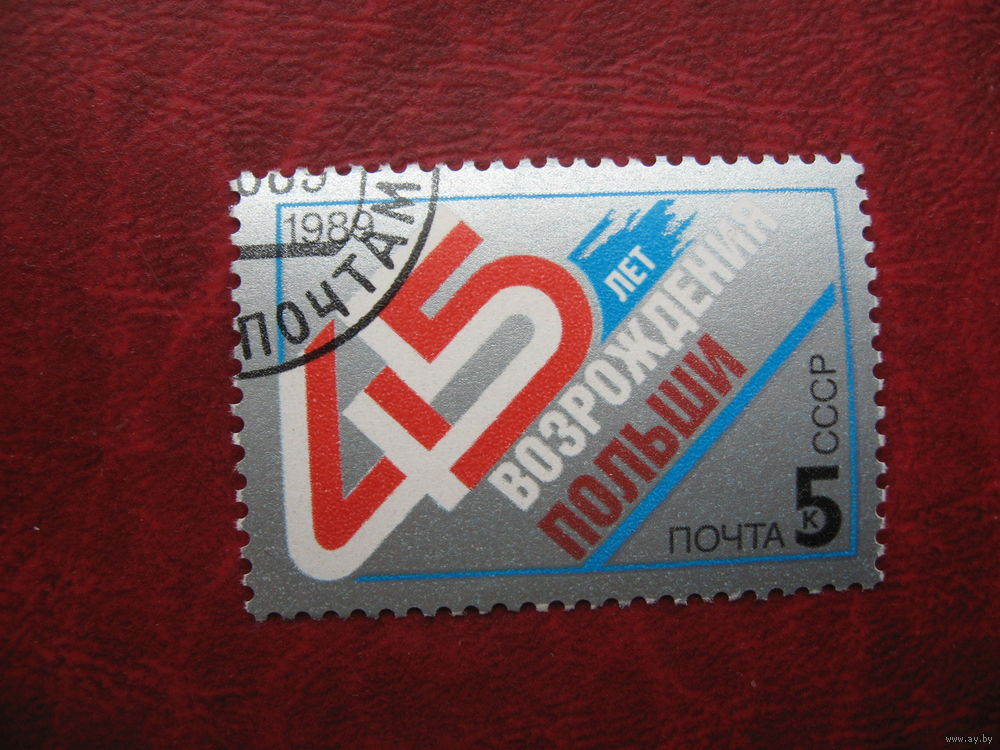 1989
ПОЧТАМ
45
ЛЕТ
ВОЗРОЖДЕНИЯ
ПОЛЬШИ
ПОЧТА 5 к
СССР
www.ay.by